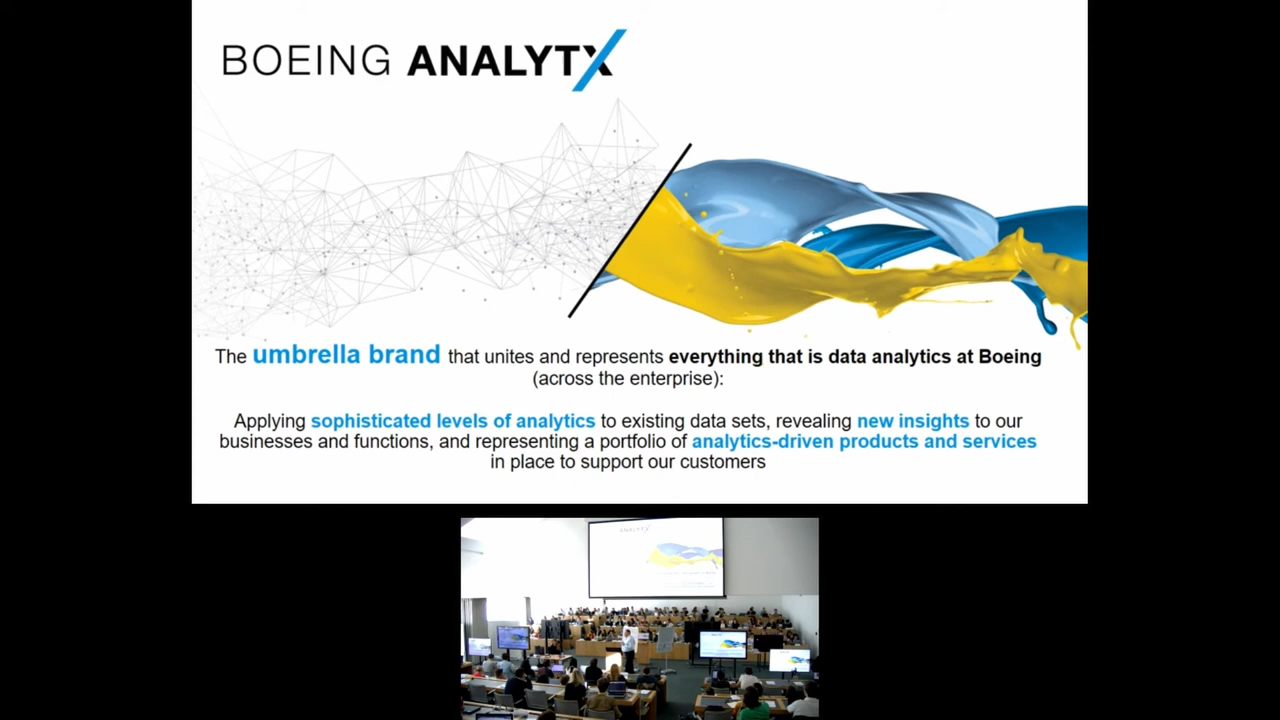 BOEING ANALYTX
The umbrella brand that unites and represents everything that is data analytics at Boeing
(across the enterprise):
Applying sophisticated levels of analytics to existing data sets, revealing new insights to our
businesses and functions, and representing a portfolio of analytics-driven products and services
in place to support our customers
ANALYTX